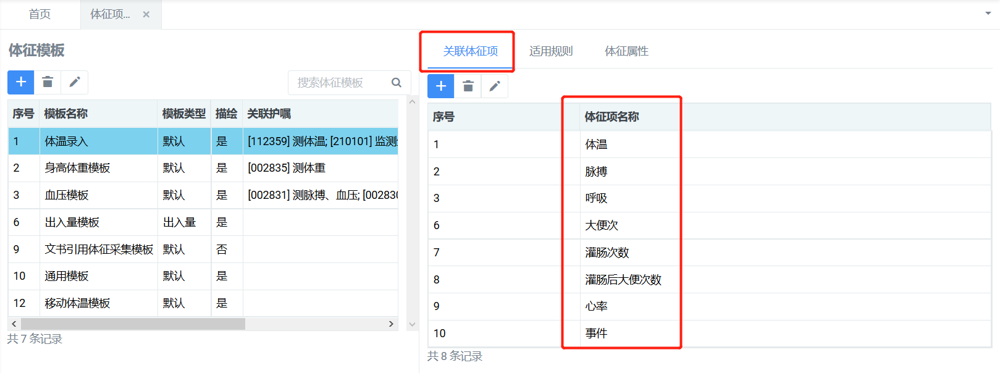 首页 体征项...
体征模板
搜索体征模板
序号 模板名称 模板类型 描绘 关联护嘱
1 体温录入 默认 是 [112359] 测体温; [210101] 监测
2 身高体重模板 默认 是 [002835] 测体重
3 血压模板 默认 是 [002831] 测脉搏、血压; [002830
6 出入量模板 出入量 是
9 文书引用体征采集模板 默认 否
10 通用模板 默认 是
12 移动体温模板 默认 是
共 7 条记录
关联体征项 适用规则 体征属性
序号 体征项名称
1 体温
2 脉搏
3 呼吸
6 大便次
7 灌肠次数
8 灌肠后大便次数
9 心率
10 事件
共 8 条记录